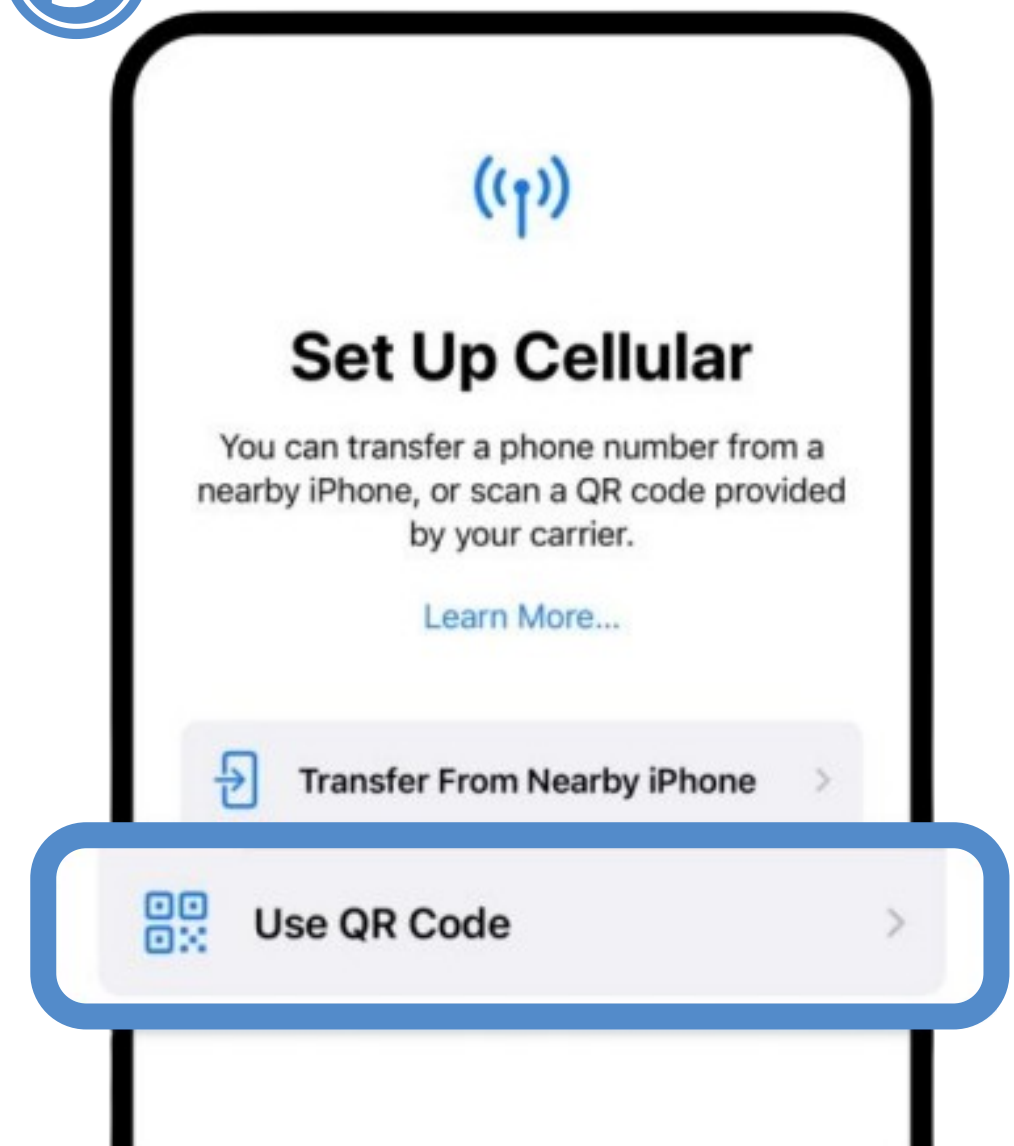 Set Up Cellular
You can transfer a phone number from a
nearby iPhone, or scan a QR code provided
by your carrier.
Learn More...
Transfer From Nearby iPhone
Use QR Code